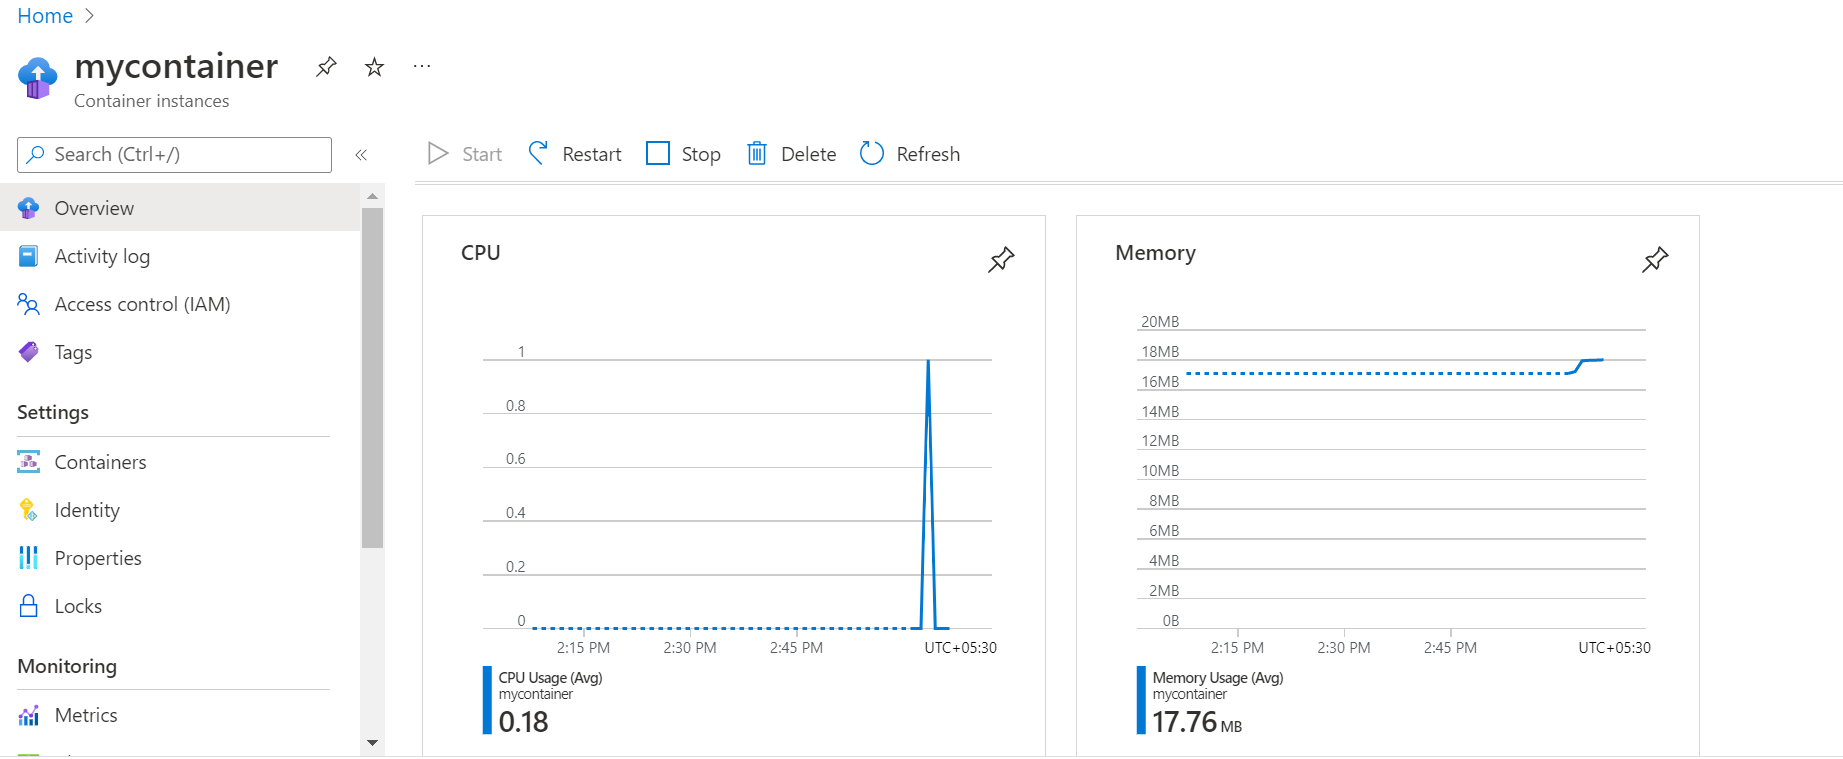 Home
mycontainer
Container instances
Search (Ctrl+/)
Overview
Activity log
Access control (IAM)
Tags
Settings
Containers
Identity
Properties
Locks
Monitoring
Metrics
Start Restart Stop Delete Refresh
CPU
1
0.8
0.6
0.4
0.2
0
2:15 PM 2:30 PM 2:45 PM UTC+05:30
CPU Usage (Avg)
mycontainer
0.18
Memory
20MB
18MB
16MB
14MB
12MB
10MB
8MB
6MB
4MB
2MB
0B
2:15 PM 2:30 PM 2:45 PM UTC+05:30
Memory Usage (Avg)
mycontainer
17.76 MB